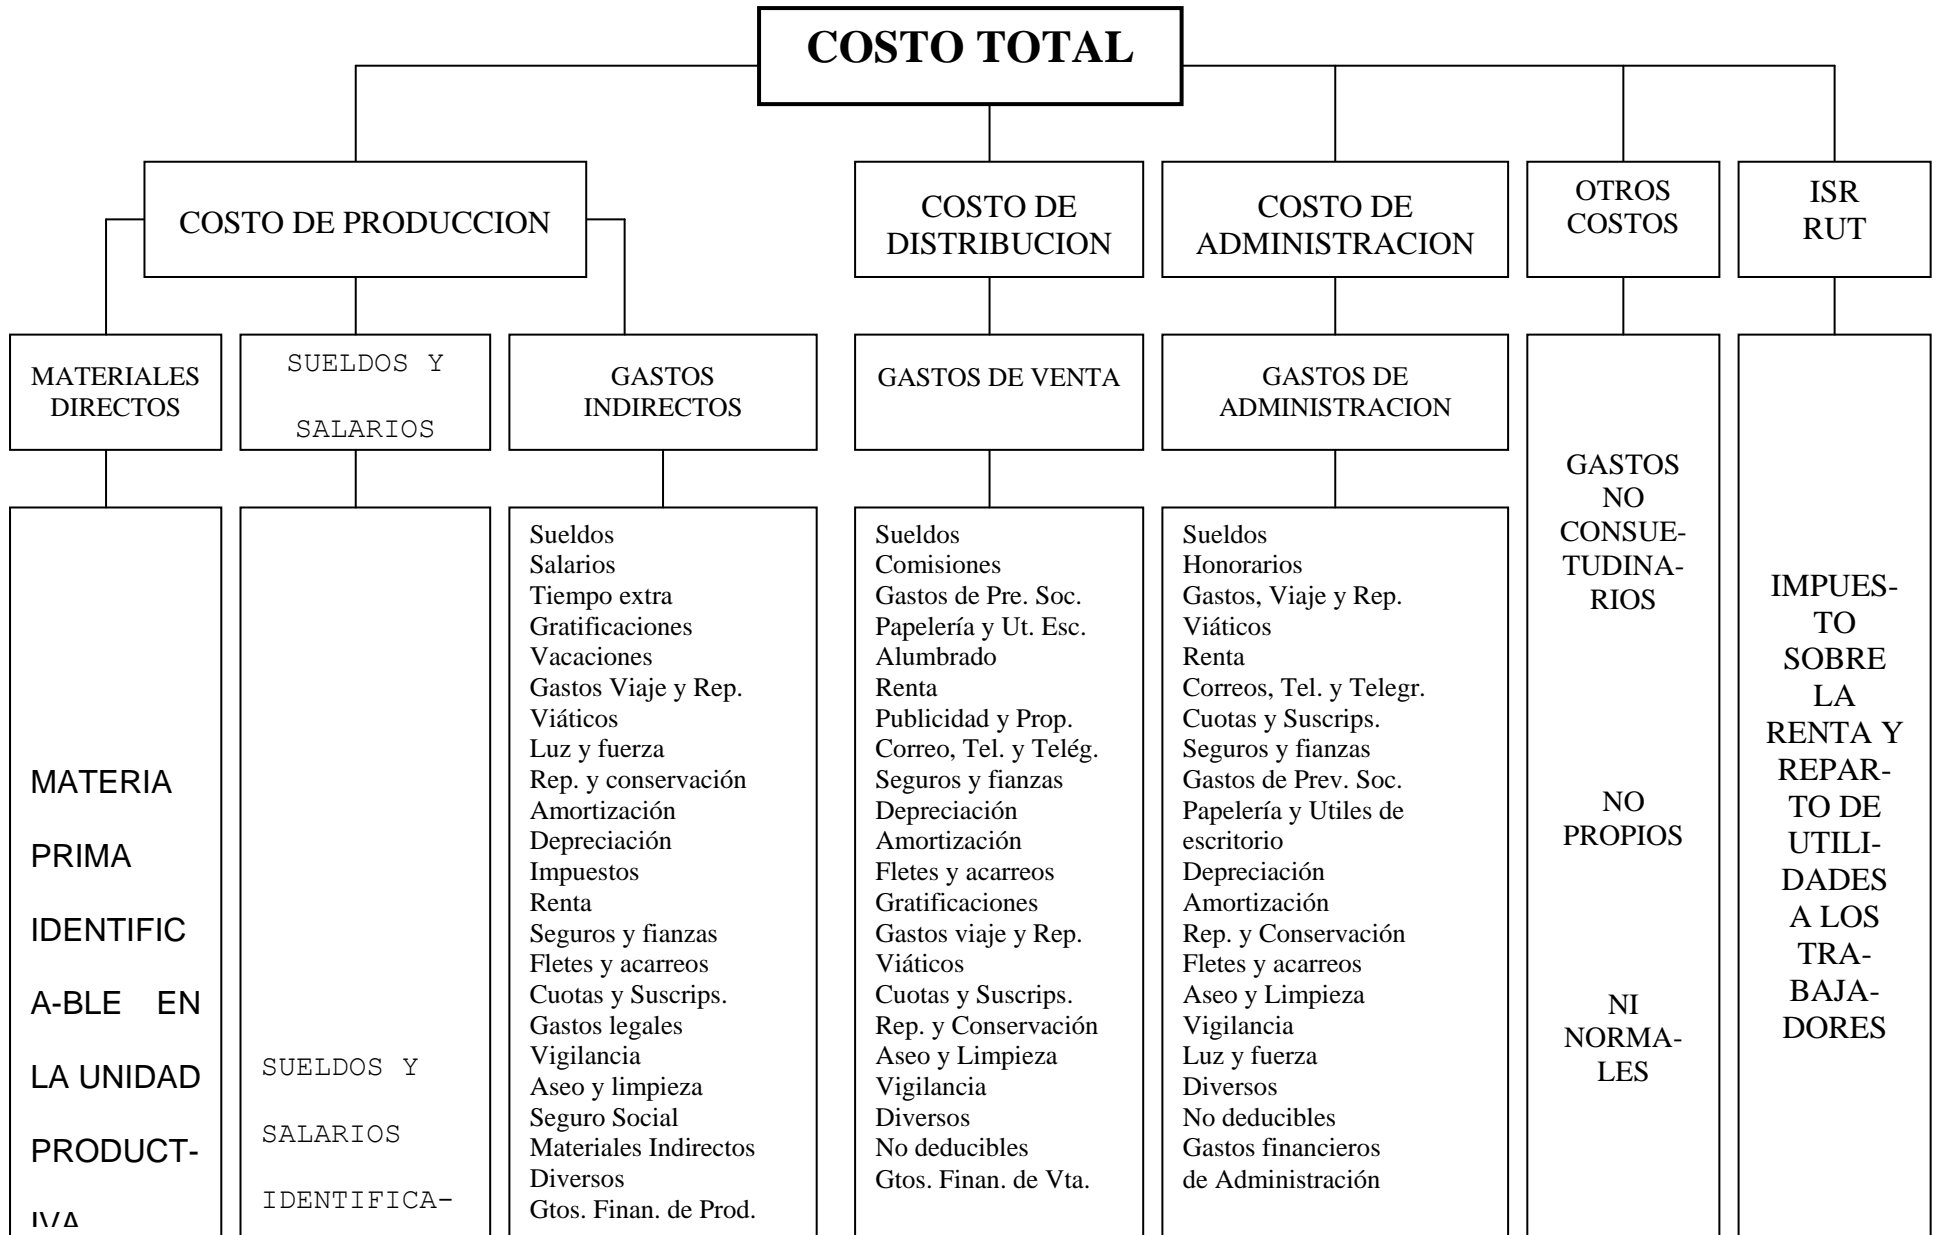 COSTO TOTAL
COSTO DE PRODUCCION
COSTO DE
DISTRIBUCION
COSTO DE
ADMINISTRACION
OTROS
COSTOS
ISR
RUT
MATERIALES
DIRECTOS
SUELDOS Y
SALARIOS
GASTOS
INDIRECTOS
GASTOS DE VENTA
GASTOS DE
ADMINISTRACION
MATERIA
PRIMA
IDENTIFIC
A-BLE EN
LA UNIDAD
PRODUCT-
IVA
SUELDOS Y
SALARIOS
IDENTIFICA-
Sueldos
Salarios
Tiempo extra
Gratificaciones
Vacaciones
Gastos Viaje y Rep.
Viáticos
Luz y fuerza
Rep. y conservación
Amortización
Depreciación
Impuestos
Renta
Seguros y fianzas
Fletes y acarreos
Cuotas y Suscrips.
Gastos legales
Vigilancia
Aseo y limpieza
Seguro Social
Materiales Indirectos
Diversos
Gtos. Finan. de Prod.
Sueldos
Comisiones
Gastos de Pre. Soc.
Papelería y Ut. Esc.
Alumbrado
Renta
Publicidad y Prop.
Correo, Tel. y Telég.
Seguros y fianzas
Depreciación
Amortización
Fletes y acarreos
Gratificaciones
Gastos viaje y Rep.
Viáticos
Cuotas y Suscrips.
Rep. y Conservación
Aseo y Limpieza
Vigilancia
Diversos
No deducibles
Gtos. Finan. de Vta.
Sueldos
Honorarios
Gastos, Viaje y Rep.
Viáticos
Renta
Correos, Tel. y Telegr.
Cuotas y Suscrips.
Seguros y fianzas
Gastos de Prev. Soc.
Papelería y Utiles de
escritorio
Depreciación
Amortización
Rep. y Conservación
Fletes y acarreos
Aseo y Limpieza
Vigilancia
Luz y fuerza
Diversos
No deducibles
Gastos financieros
de Administración
GASTOS
NO
CONSUE-
TUDINA-
RIOS
NO
PROPIOS
NI
NORMA-
LES
IMPUES-
TO
SOBRE
LA
RENTA Y
REPAR-
TO DE
UTILI-
DADES
A LOS
TRA-
BAJA-
DORES